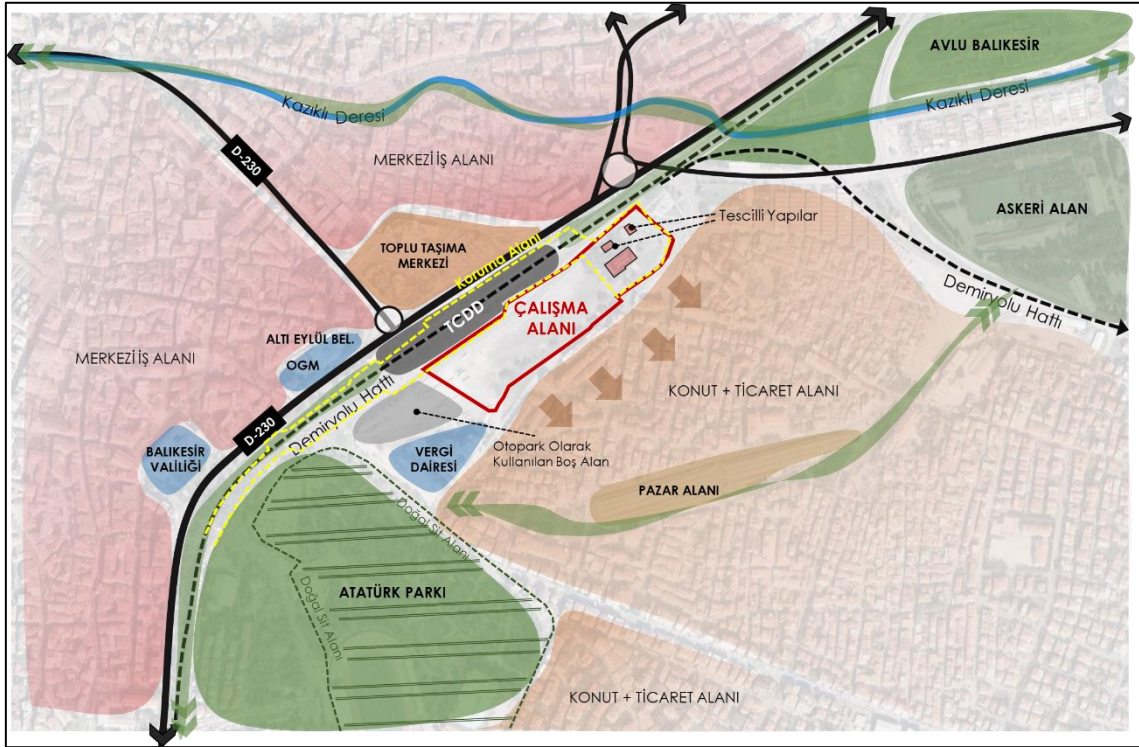 AVLU BALIKESİR
Kazıklı Deresi
Kazıklı Deresi
D-230
MERKEZİ İŞ ALANI
ASKERİ ALAN
Tescilli Yapılar
TOPLU TAŞIMA
MERKEZİ
Koruma Alanı
TCDD
ÇALIŞMA
ALANI
Demiryolu Hattı
ALTI EYLÜL BEL.
OGM
MERKEZİ İŞ ALANI
KONUT + TİCARET ALANI
D-230
Demiryolu Hattı
BALIKESİR
VALİLİĞİ
VERGİ
DAİRESİ
Otopark Olarak
Kullanılan Boş Alan
PAZAR ALANI
Doğal Sit Alanı
Doğal Sit Alanı
ATATÜRK PARKI
KONUT + TİCARET ALANI